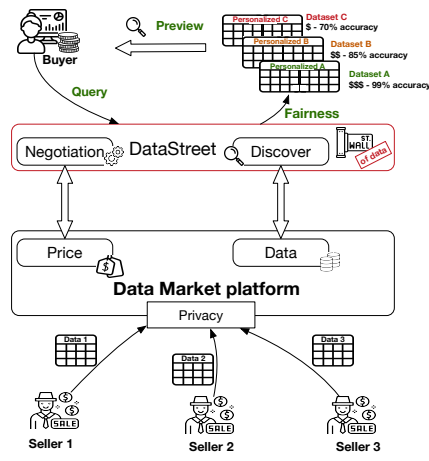 Personalized C
Dataset C
$ - 70% accuracy
Preview
Personalized B
Dataset B
$$ - 85% accuracy
Buyer
Personalized A
Dataset A
$$$ - 99% accuracy
Query
Fairness
Negotiation
DataStreet
Discover
ST.
WALL
of data
Price
$
Data
Data Market platform
Privacy
Data 1
Data 2
Data 3
$
$
SALE
$
$
SALE
$
$
SALE
Seller 1
Seller 2
Seller 3